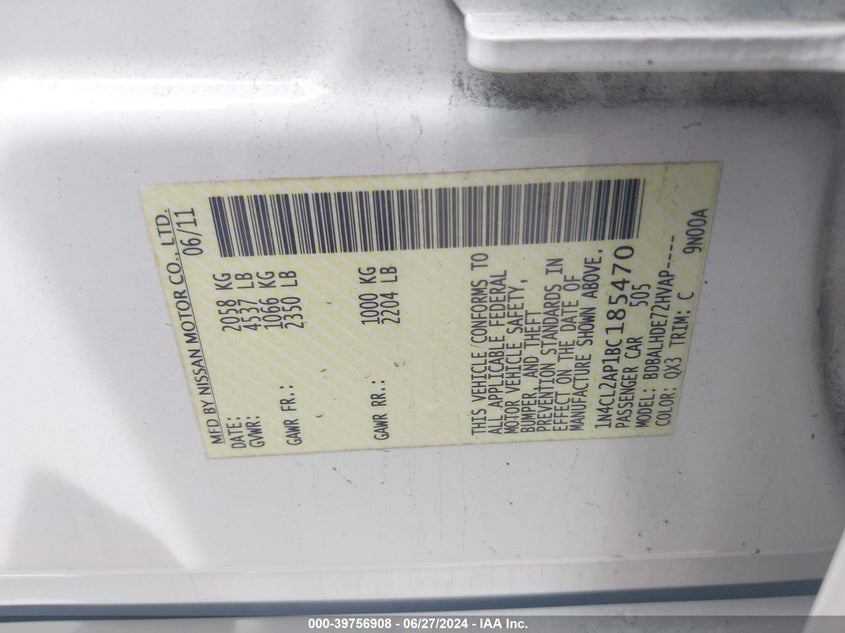 MFD BY NISSAN MOTOR CO., LTD.
DATE: 06/11
GVWR: 2058 KG
4537 LB
GAWR FR.: 1066 KG
2350 LB
GAWR RR.: 1000 KG
2204 LB
THIS VEHICLE CONFORMS TO
ALL APPLICABLE FEDERAL
MOTOR VEHICLE SAFETY,
BUMPER, AND THEFT
PREVENTION STANDARDS IN
EFFECT ON THE DATE OF
MANUFACTURE SHOWN ABOVE.
1N4CL2AP1BC185470
PASSENGER CAR 505
MODEL: BDBALHDE72HVAP----
COLOR: QX3 TRIM: C 9N00A
000-39756908 - 06/27/2024 - IAA Inc.